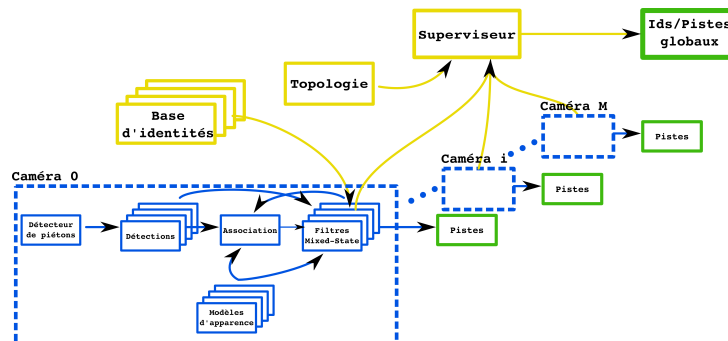 Superviseur
Ids/Pistes
globaux
Topologie
Base
d'identités
Caméra M
Pistes
Caméra i
Pistes
Caméra 0
Détecteur
de piétons
Détections
Association
Filtres
Mixed-State
Pistes
Modèles
d'apparence